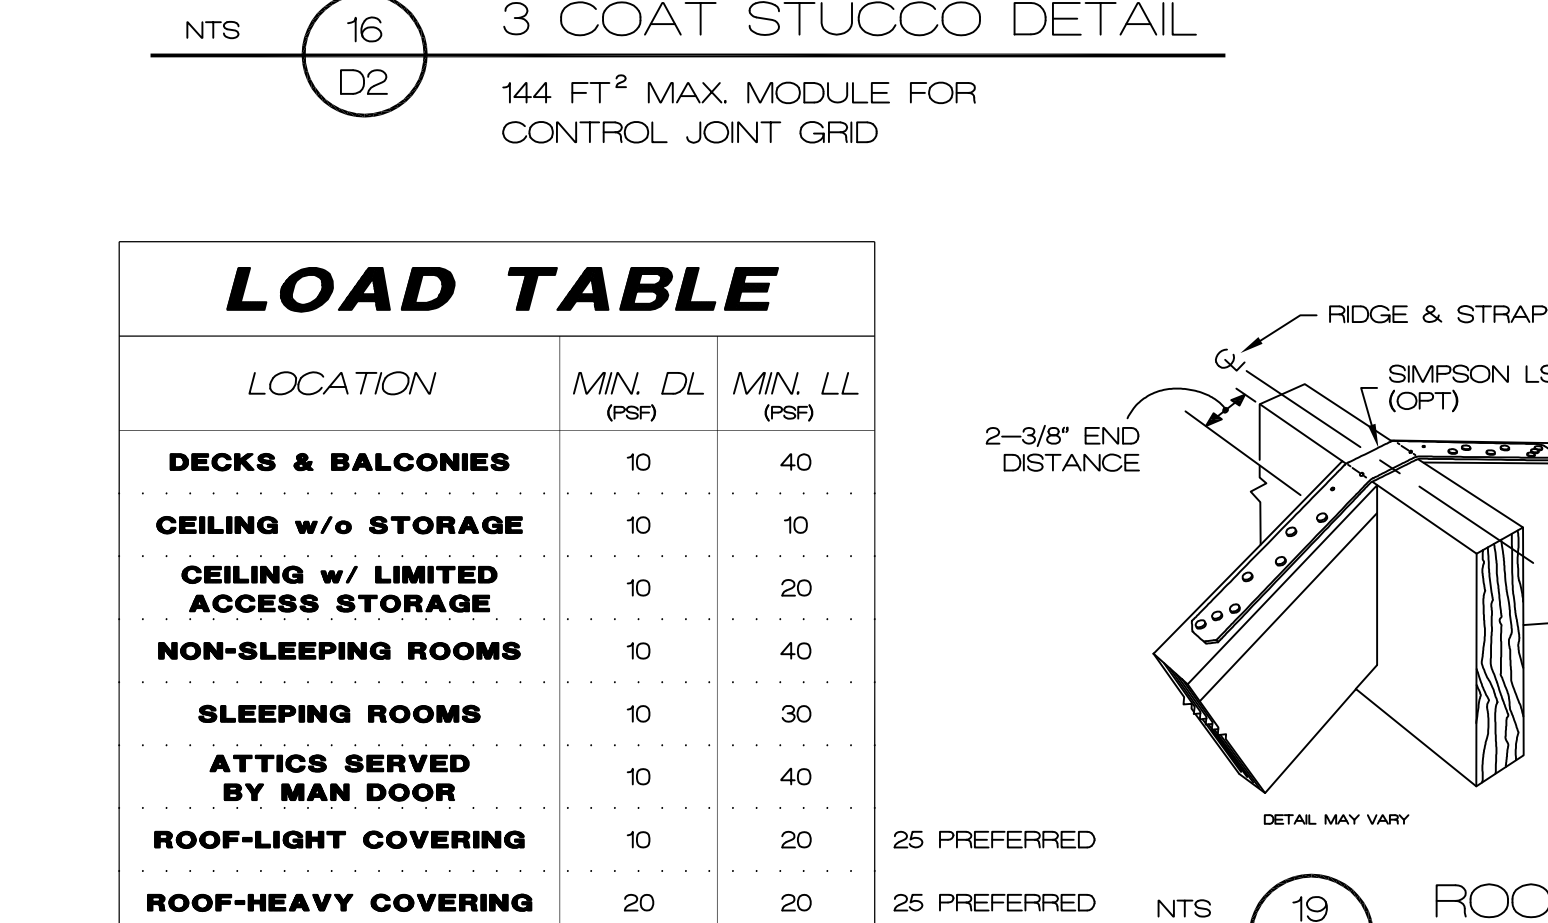 NTS 16 3 COAT STUCCO DETAIL
D2 144 FT² MAX. MODULE FOR
CONTROL JOINT GRID
LOAD TABLE
LOCATION MIN. DL (PSF) MIN. LL (PSF)
DECKS & BALCONIES 10 40
CEILING w/o STORAGE 10 10
CEILING w/ LIMITED
ACCESS STORAGE 10 20
NON-SLEEPING ROOMS 10 40
SLEEPING ROOMS 10 30
ATTICS SERVED
BY MAN DOOR 10 40
ROOF-LIGHT COVERING 10 20 25 PREFERRED
ROOF-HEAVY COVERING 20 20 25 PREFERRED
RIDGE & STRAP
SIMPSON
(OPT)
2-3/8" END
DISTANCE
DETAIL MAY VARY
NTS 19